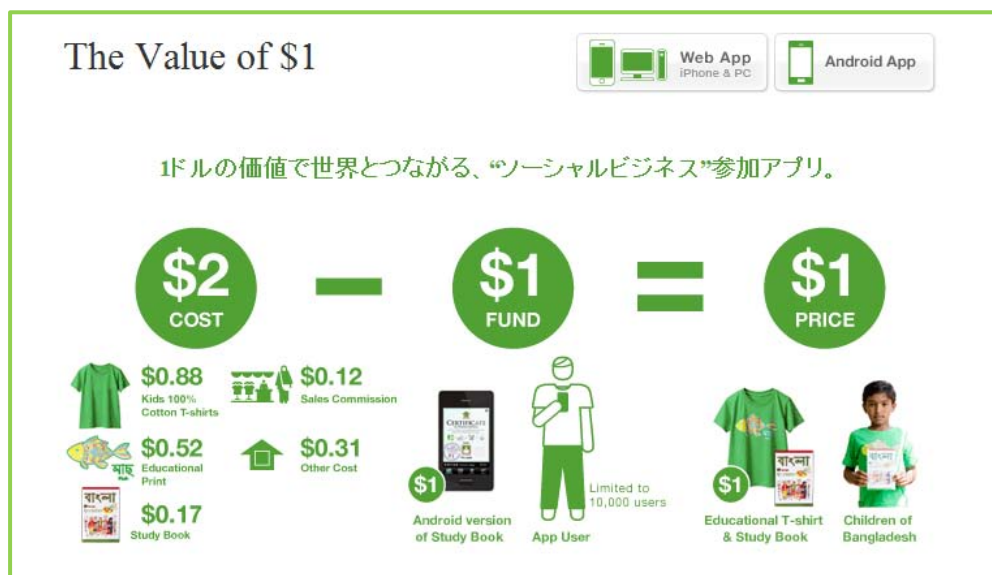 The Value of $1
Web App
iPhone & PC
Android App
1ドルの価値で世界とつながる、“ソーシャルビジネス”参加アプリ。
$2
COST
$1
FUND
$1
PRICE
$0.88
Kids 100%
Cotton T-shirts
$0.12
Sales Commission
মাছ
Fish
$0.52
Educational
Print
$0.31
Other Cost
বাংলা
$0.17
Study Book
CERTIFICATE
$1
Android version
of Study Book
App User
Limited to
10,000 users
বাংলা
$1
Educational T-shirt
& Study Book
বাংলা
Children of
Bangladesh